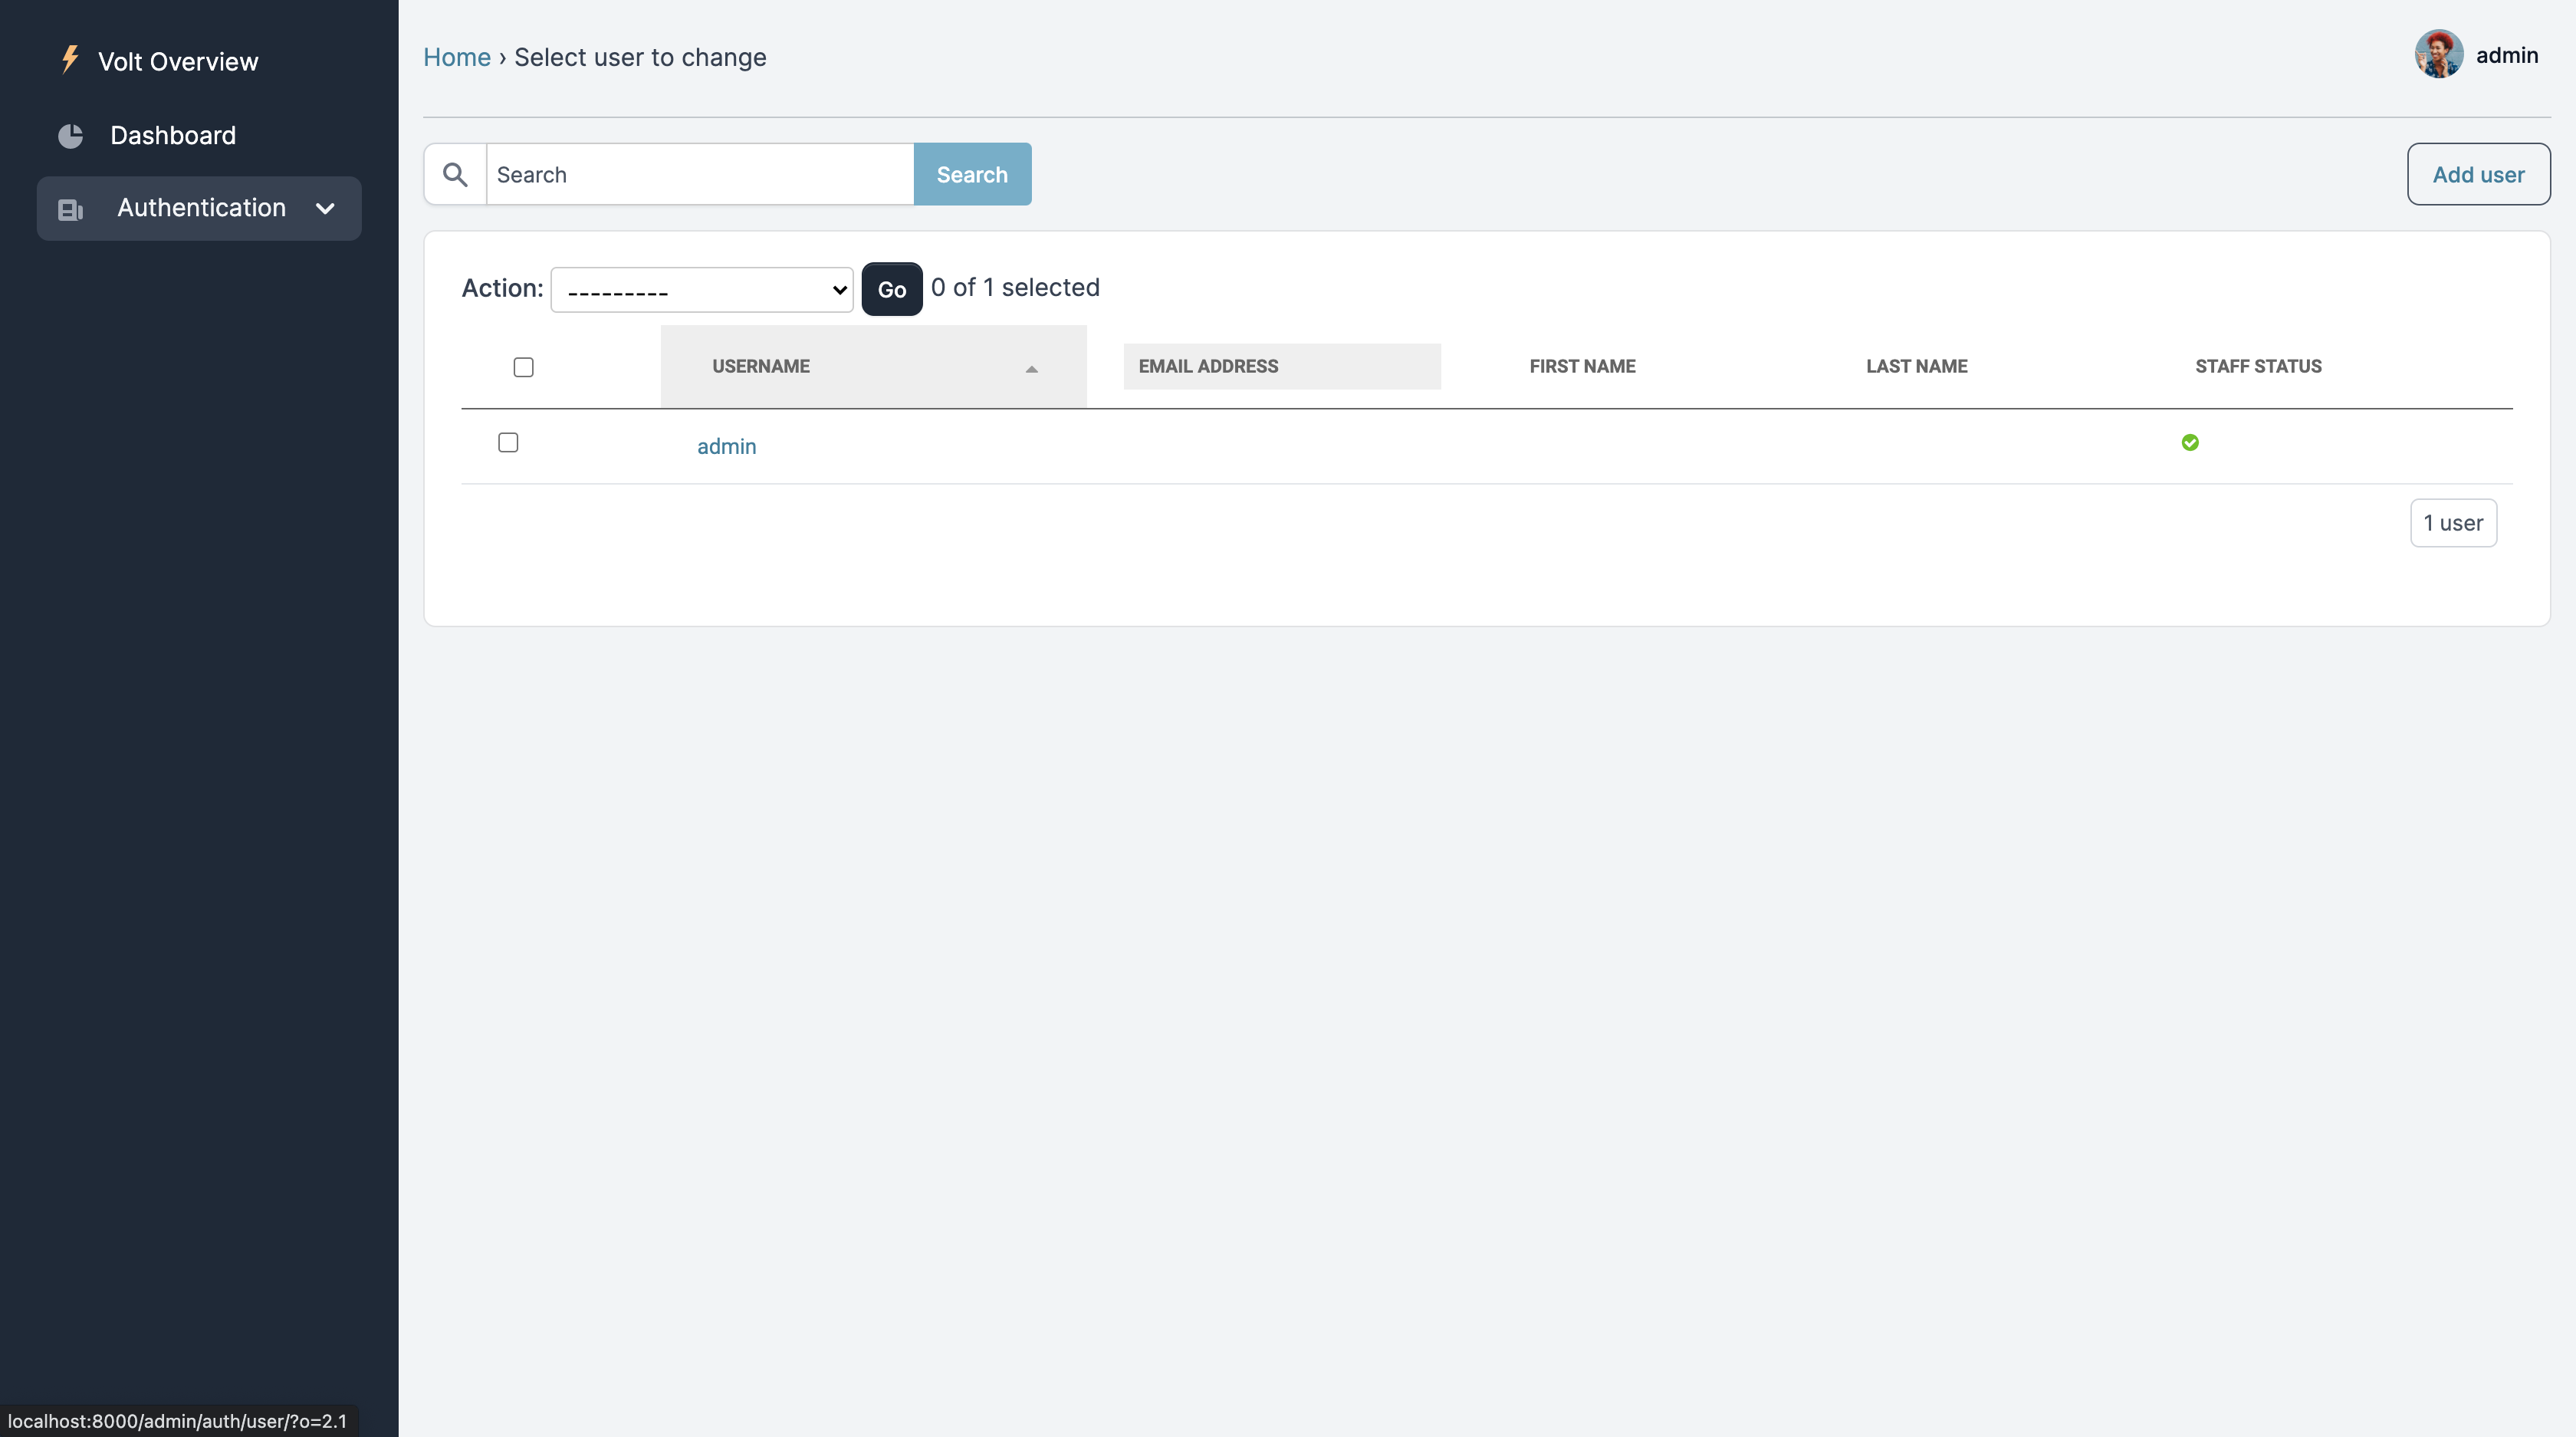 Volt Overview
Dashboard
Authentication
Home › Select user to change
admin
Search
Search
Add user
Action: --------- Go 0 of 1 selected
USERNAME EMAIL ADDRESS FIRST NAME LAST NAME STAFF STATUS
admin
1 user
localhost:8000/admin/auth/user/?o=2.1